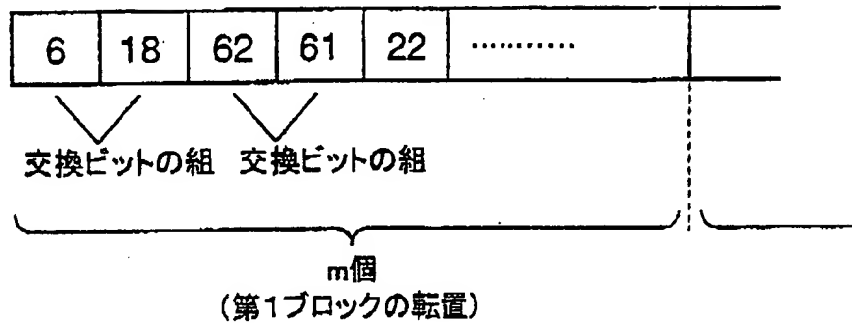 6 18 62 61 22 ............
交換ビットの組 交換ビットの組
m個
(第1ブロックの転置)